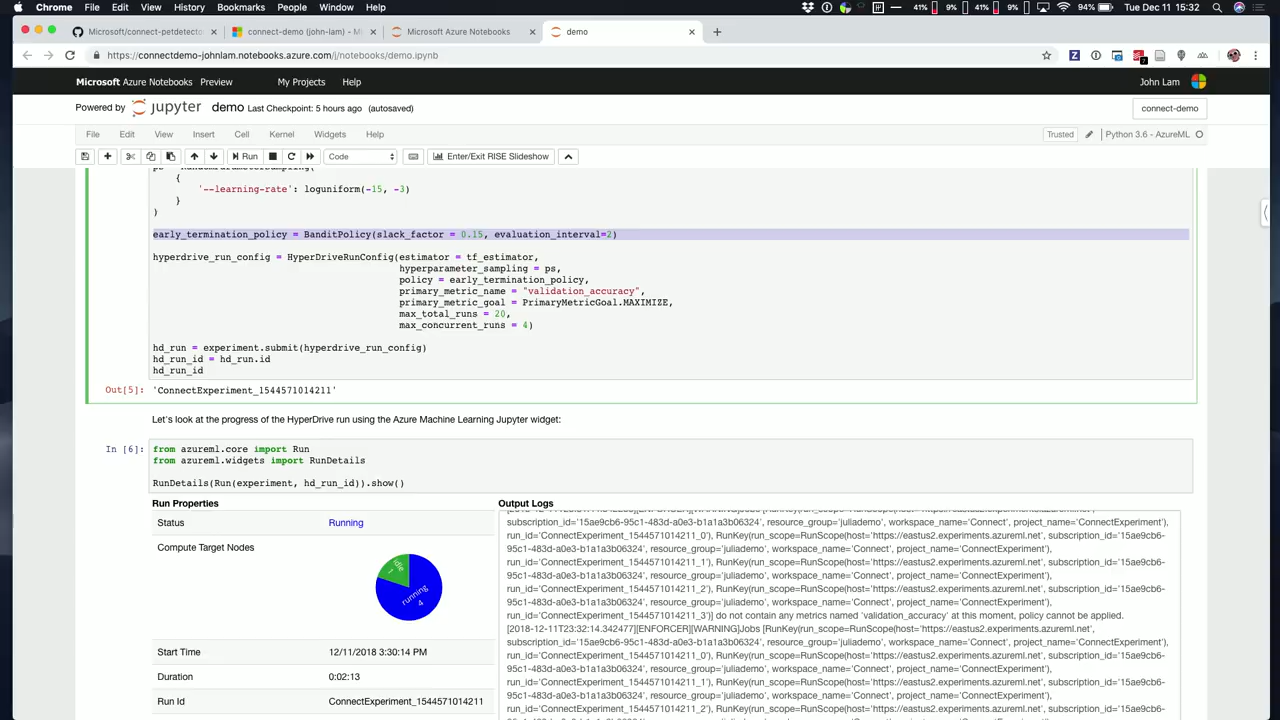 Chrome File Edit View History Bookmarks People Window Help
41% 9% 41% 9% 94% Tue Dec 11 15:32
Microsoft/connect-petdetecto × connect-demo (john-lam) - Mi × Microsoft Azure Notebooks × demo ×
https://connectdemo-johnlam.notebooks.azure.com/j/notebooks/demo.ipynb
Microsoft Azure Notebooks Preview My Projects Help John Lam
Powered by jupyter demo Last Checkpoint: 5 hours ago (autosaved) connect-demo
File Edit View Insert Cell Kernel Widgets Help Trusted Python 3.6 - AzureML
Run Code Enter/Exit RISE Slideshow
ps = RandomParameterSampling(
{
'--learning-rate': loguniform(-15, -3)
}
)
early_termination_policy = BanditPolicy(slack_factor = 0.15, evaluation_interval=2)
hyperdrive_run_config = HyperDriveRunConfig(estimator = tf_estimator,
hyperparameter_sampling = ps,
policy = early_termination_policy,
primary_metric_name = "validation_accuracy",
primary_metric_goal = PrimaryMetricGoal.MAXIMIZE,
max_total_runs = 20,
max_concurrent_runs = 4)
hd_run = experiment.submit(hyperdrive_run_config)
hd_run_id = hd_run.id
hd_run_id
Out[5]: 'ConnectExperiment_1544571014211'
Let's look at the progress of the HyperDrive run using the Azure Machine Learning Jupyter widget:
In [6]: from azureml.core import Run
from azureml.widgets import RunDetails
RunDetails(Run(experiment, hd_run_id)).show()
Run Properties
Status Running
Compute Target Nodes
idle 1
running 4
Start Time 12/11/2018 3:30:14 PM
Duration 0:02:13
Run Id ConnectExperiment_1544571014211
Output Logs
subscription_id='15ae9cb6-95c1-483d-a0e3-b1a1a3b06324', resource_group='juliademo', workspace_name='Connect', project_name='ConnectExperiment'),
run_id='ConnectExperiment_1544571014211_0'), RunKey(run_scope=RunScope(host='https://eastus2.experiments.azureml.net', subscription_id='15ae9cb6-
95c1-483d-a0e3-b1a1a3b06324', resource_group='juliademo', workspace_name='Connect', project_name='ConnectExperiment'),
run_id='ConnectExperiment_1544571014211_1'), RunKey(run_scope=RunScope(host='https://eastus2.experiments.azureml.net', subscription_id='15ae9cb6-
95c1-483d-a0e3-b1a1a3b06324', resource_group='juliademo', workspace_name='Connect', project_name='ConnectExperiment'),
run_id='ConnectExperiment_1544571014211_2'), RunKey(run_scope=RunScope(host='https://eastus2.experiments.azureml.net', subscription_id='15ae9cb6-
95c1-483d-a0e3-b1a1a3b06324', resource_group='juliademo', workspace_name='Connect', project_name='ConnectExperiment'),
run_id='ConnectExperiment_1544571014211_3')] do not contain any metrics named 'validation_accuracy' at this moment, policy cannot be applied.
[2018-12-11T23:32:14.342477][ENFORCER][WARNING]Jobs [RunKey(run_scope=RunScope(host='https://eastus2.experiments.azureml.net',
subscription_id='15ae9cb6-95c1-483d-a0e3-b1a1a3b06324', resource_group='juliademo', workspace_name='Connect', project_name='ConnectExperiment'),
run_id='ConnectExperiment_1544571014211_0'), RunKey(run_scope=RunScope(host='https://eastus2.experiments.azureml.net', subscription_id='15ae9cb6-
95c1-483d-a0e3-b1a1a3b06324', resource_group='juliademo', workspace_name='Connect', project_name='ConnectExperiment'),
run_id='ConnectExperiment_1544571014211_1'), RunKey(run_scope=RunScope(host='https://eastus2.experiments.azureml.net', subscription_id='15ae9cb6-
95c1-483d-a0e3-b1a1a3b06324', resource_group='juliademo', workspace_name='Connect', project_name='ConnectExperiment'),
run_id='ConnectExperiment_1544571014211_2'), RunKey(run_scope=RunScope(host='https://eastus2.experiments.azureml.net', subscription_id='15ae9cb6-